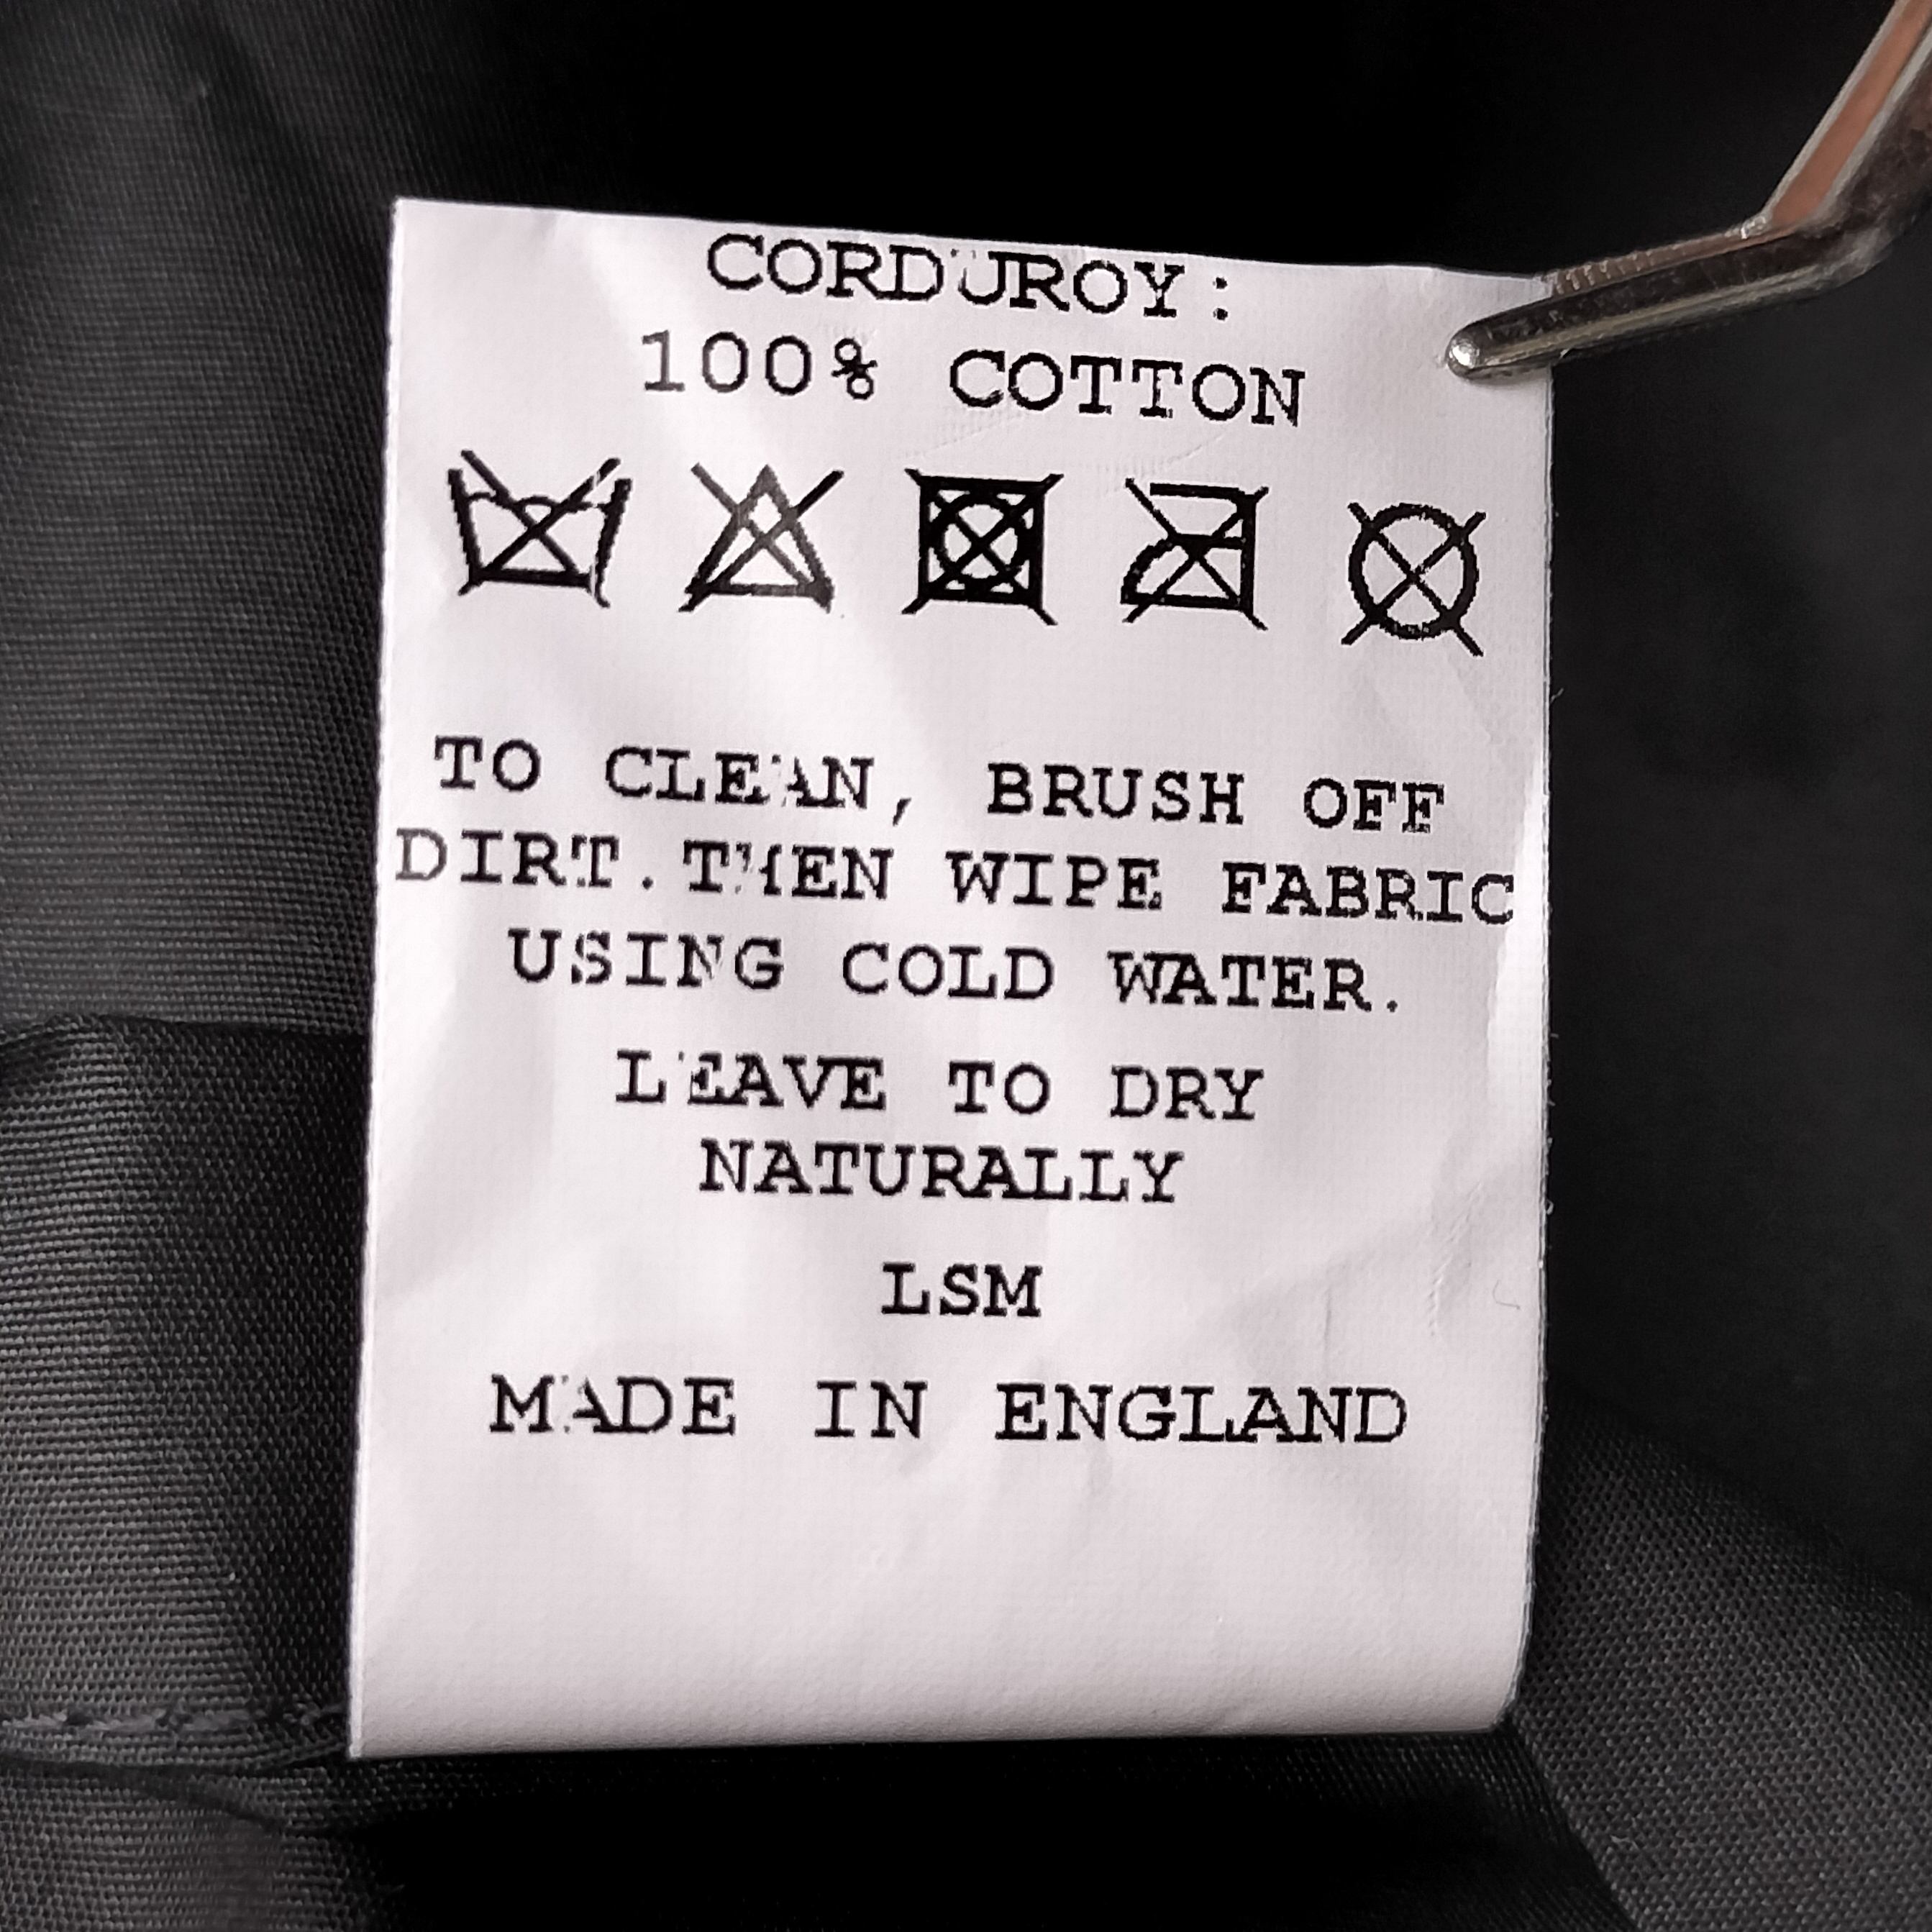 CORDUROY:
100% COTTON
TO CLEAN, BRUSH OFF
DIRT.THEN WIPE FABRIC
USING COLD WATER.
LEAVE TO DRY
NATURALLY
LSM
MADE IN ENGLAND